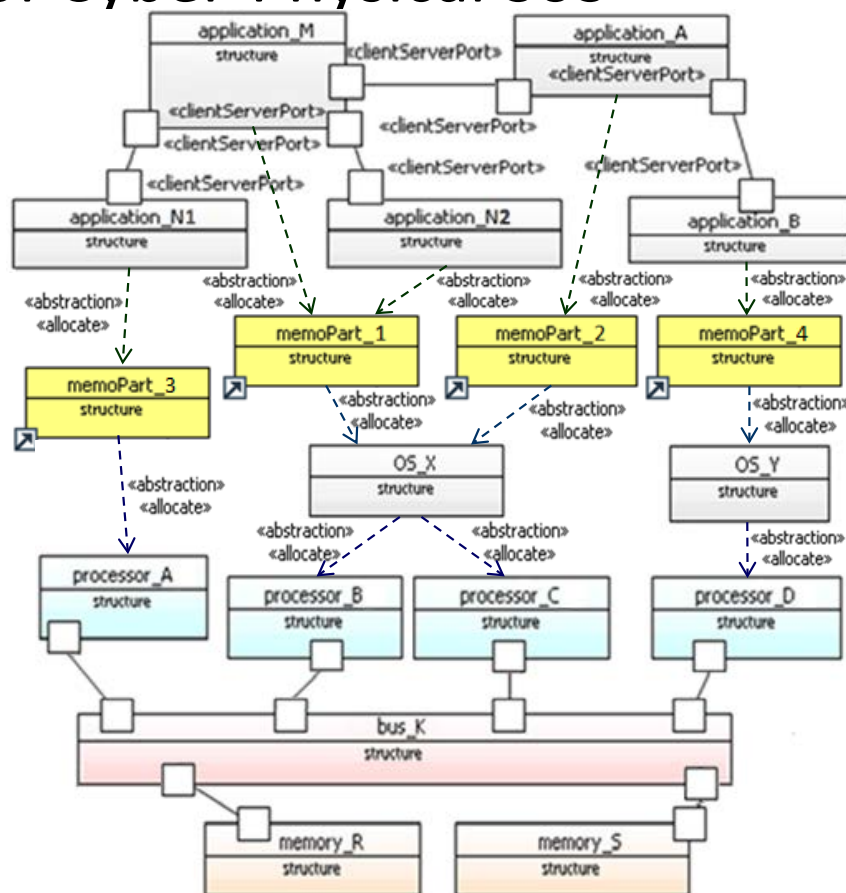 application_M
structure
application_A
structure
«clientServerPort»
«clientServerPort»
«clientServerPort»
«clientServerPort»
«clientServerPort»
«clientServerPort»
«clientServerPort»
«clientServerPort»
application_N1
structure
application_N2
structure
application_B
structure
«abstraction»
«allocate»
«abstraction»
«allocate»
«abstraction»
«allocate»
«abstraction»
«allocate»
«abstraction»
«allocate»
memoPart_1
structure
memoPart_2
structure
memoPart_4
structure
memoPart_3
structure
«abstraction»
«allocate»
«abstraction»
«allocate»
«abstraction»
«allocate»
OS_X
structure
OS_Y
structure
«abstraction»
«allocate»
«abstraction»
«allocate»
«abstraction»
«allocate»
«abstraction»
«allocate»
processor_A
structure
processor_B
structure
processor_C
structure
processor_D
structure
bus_K
structure
memory_R
structure
memory_S
structure